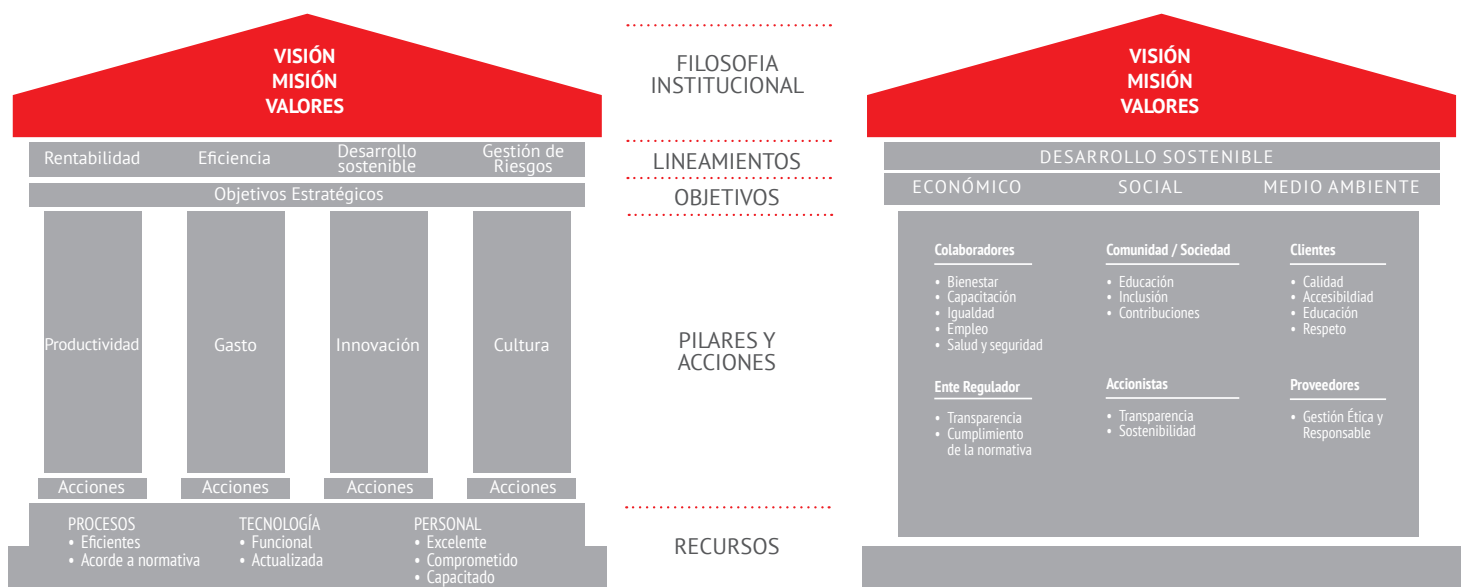 VISIÓN
MISIÓN
VALORES
Rentabilidad
Eficiencia
Desarrollo
sostenible
Gestión de
Riesgos
Objetivos Estratégicos
Productividad
Gasto
Innovación
Cultura
Acciones
Acciones
Acciones
Acciones
PROCESOS
• Eficientes
• Acorde a normativa
TECNOLOGÍA
• Funcional
• Actualizada
PERSONAL
• Excelente
• Comprometido
• Capacitado
FILOSOFIA
INSTITUCIONAL
LINEAMIENTOS
OBJETIVOS
PILARES Y
ACCIONES
RECURSOS
VISIÓN
MISIÓN
VALORES
DESARROLLO SOSTENIBLE
ECONÓMICO
SOCIAL
MEDIO AMBIENTE
Colaboradores
• Bienestar
• Capacitación
• Igualdad
• Empleo
• Salud y seguridad
Comunidad / Sociedad
• Educación
• Inclusión
• Contribuciones
Clientes
• Calidad
• Accesibildiad
• Educación
• Respeto
Ente Regulador
• Transparencia
• Cumplimiento
de la normativa
Accionistas
• Transparencia
• Sostenibilidad
Proveedores
• Gestión Ética y
Responsable